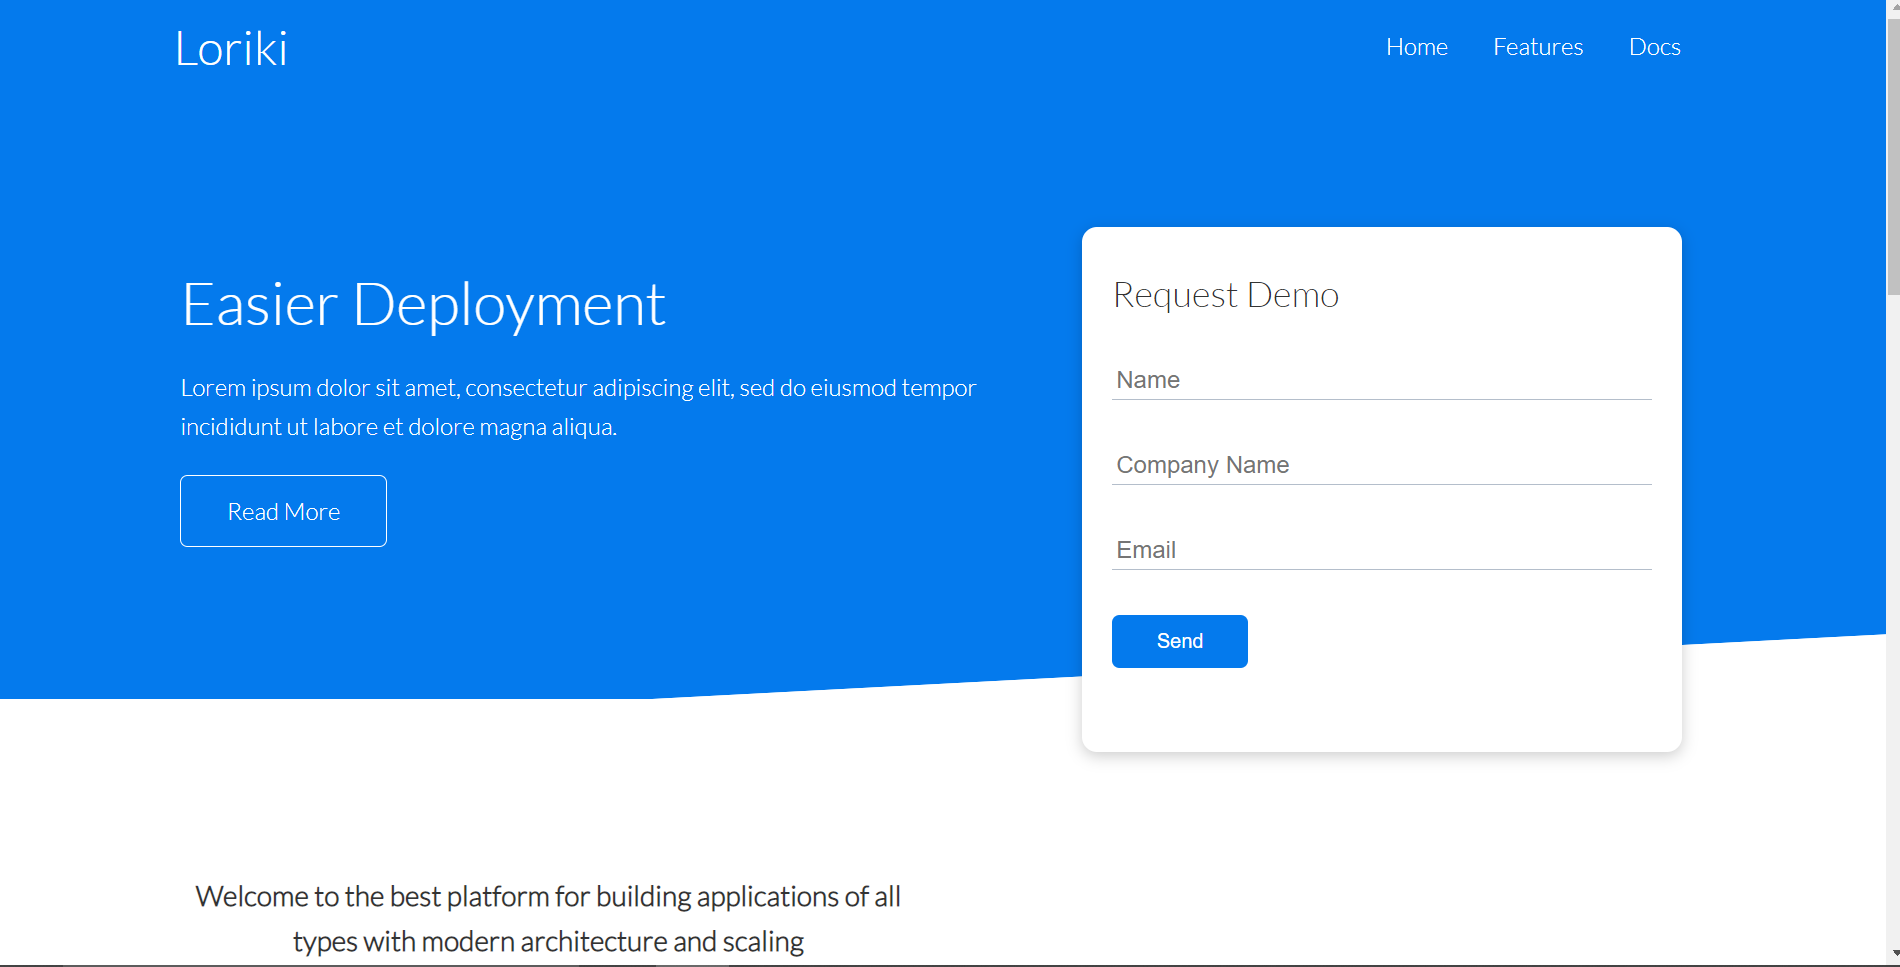 Loriki
Home
Features
Docs
Easier Deployment
Lorem ipsum dolor sit amet, consectetur adipiscing elit, sed do eiusmod tempor
incididunt ut labore et dolore magna aliqua.
Read More
Request Demo
Name
Company Name
Email
Send
Welcome to the best platform for building applications of all
types with modern architecture and scaling